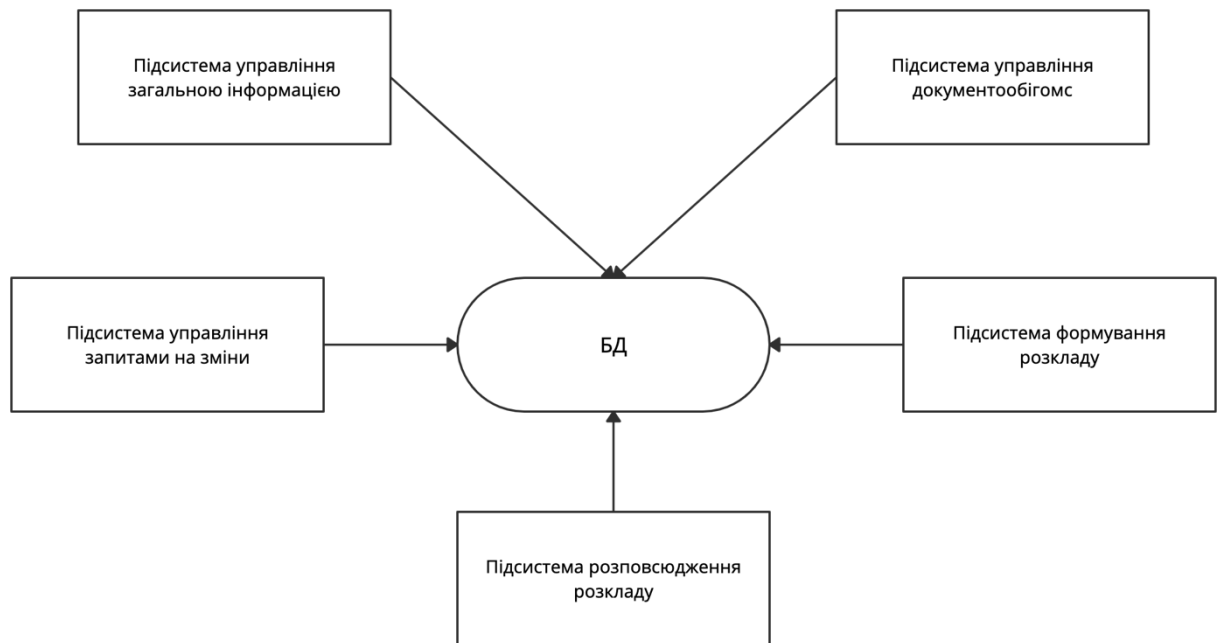 Підсистема управління
загальною інформацією
Підсистема управління
документообігомс
Підсистема управління
запитами на зміни
БД
Підсистема формування
розкладу
Підсистема розповсюдження
розкладу